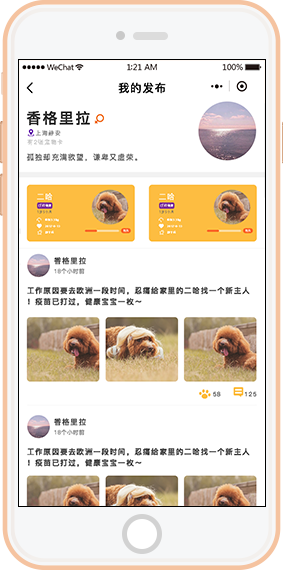 WeChat 1:21 AM 100%
我的发布
香格里拉
上海静安
孤独却充满欲望，谦卑又虚荣。
二哈
二哈
香格里拉
18个小时前
工作原因要去欧洲一段时间，忍痛给家里的二哈找一个新主人
！疫苗已打过，健康宝宝一枚～
58 125
香格里拉
18个小时前
工作原因要去欧洲一段时间，忍痛给家里的二哈找一个新主人
！疫苗已打过，健康宝宝一枚～